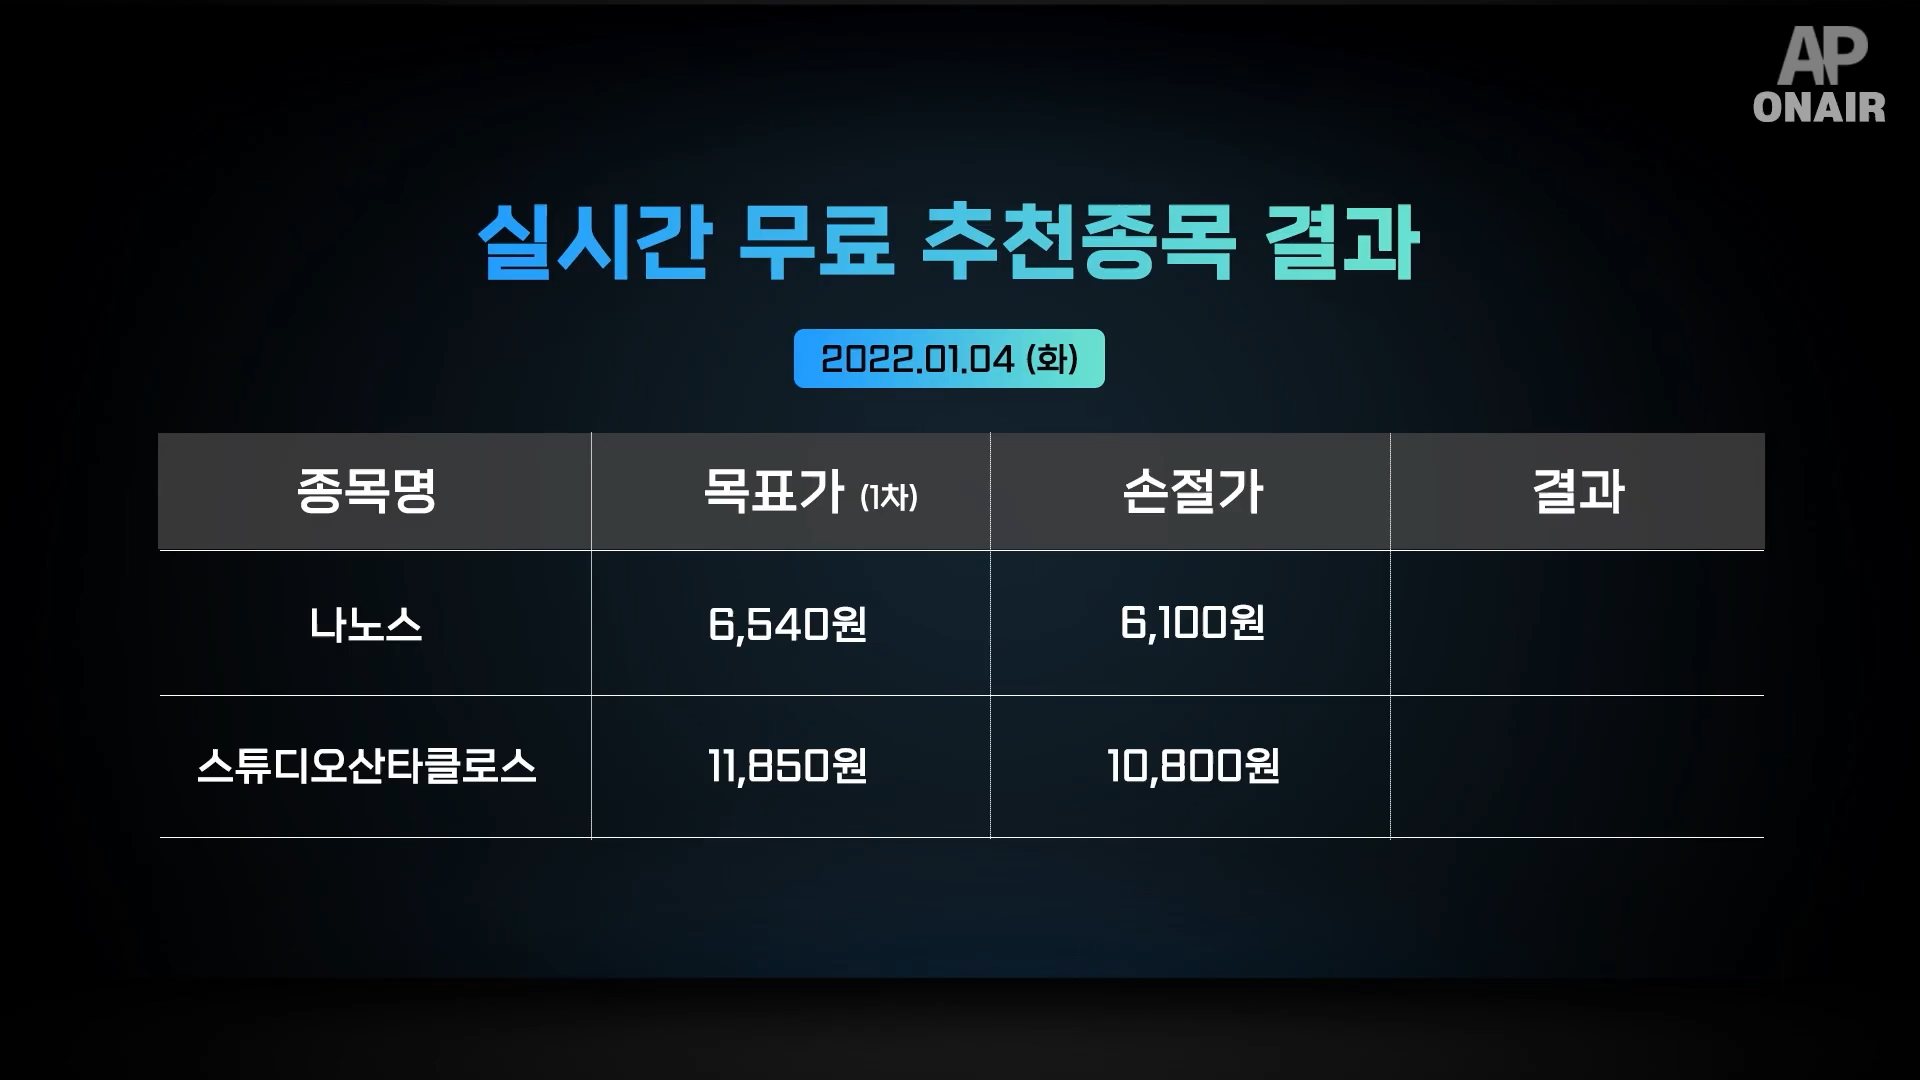 AP
ONAIR
실시간 무료 추천종목 결과
2022.01.04 (화)
종목명 목표가 (1차) 손절가 결과
나노스 6,540원 6,100원
스튜디오산타클로스 11,850원 10,800원